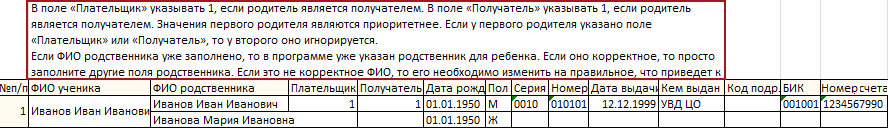 В поле «Плательщик» указывать 1, если родитель является получателем. В поле «Получатель» указывать 1, если родитель
является получателем. Значения первого родителя являются приоритетнее. Если у первого родителя указано поле
«Плательщик» или «Получатель», то у второго оно игнорируется.
Если ФИО родственника уже заполнено, то в программе уже указан родственник для ребенка. Если оно корректное, то просто
заполните другие поля родственника. Если это не корректное ФИО, то его необходимо изменить на правильное, что приведет к
№п/п ФИО ученика ФИО родственника Плательщик Получатель Дата рожд Пол Серия Номер Дата выдачи Кем выдан Код подр. БИК Номер счета
1 Иванов Иван Иванови Иванов Иван Иванович 1 1 01.01.1950 М 0010 010101 12.12.1999 УВД ЦО 001001 1234567990
Иванова Мария Ивановна 01.01.1950 Ж